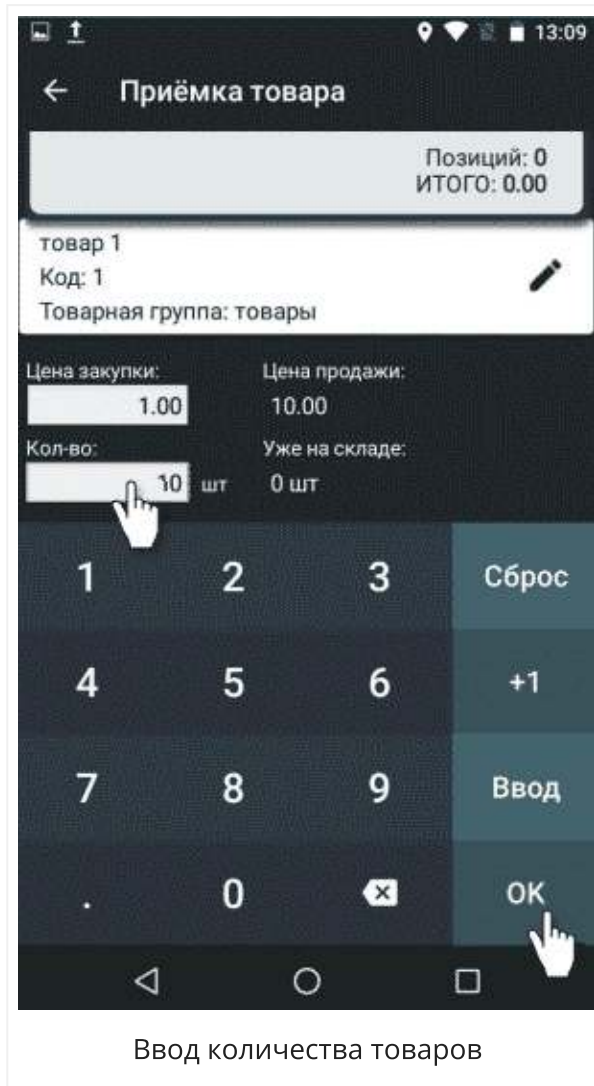 13:09
Приёмка товара
Позиций: 0
ИТОГО: 0.00
товар 1
Код: 1
Товарная группа: товары
Цена закупки: Цена продажи:
1.00 10.00
Кол-во: Уже на складе:
шт 0 шт
1 2 3 Сброс
4 5 6 +1
7 8 9 Ввод
. 0 OK
Ввод количества товаров